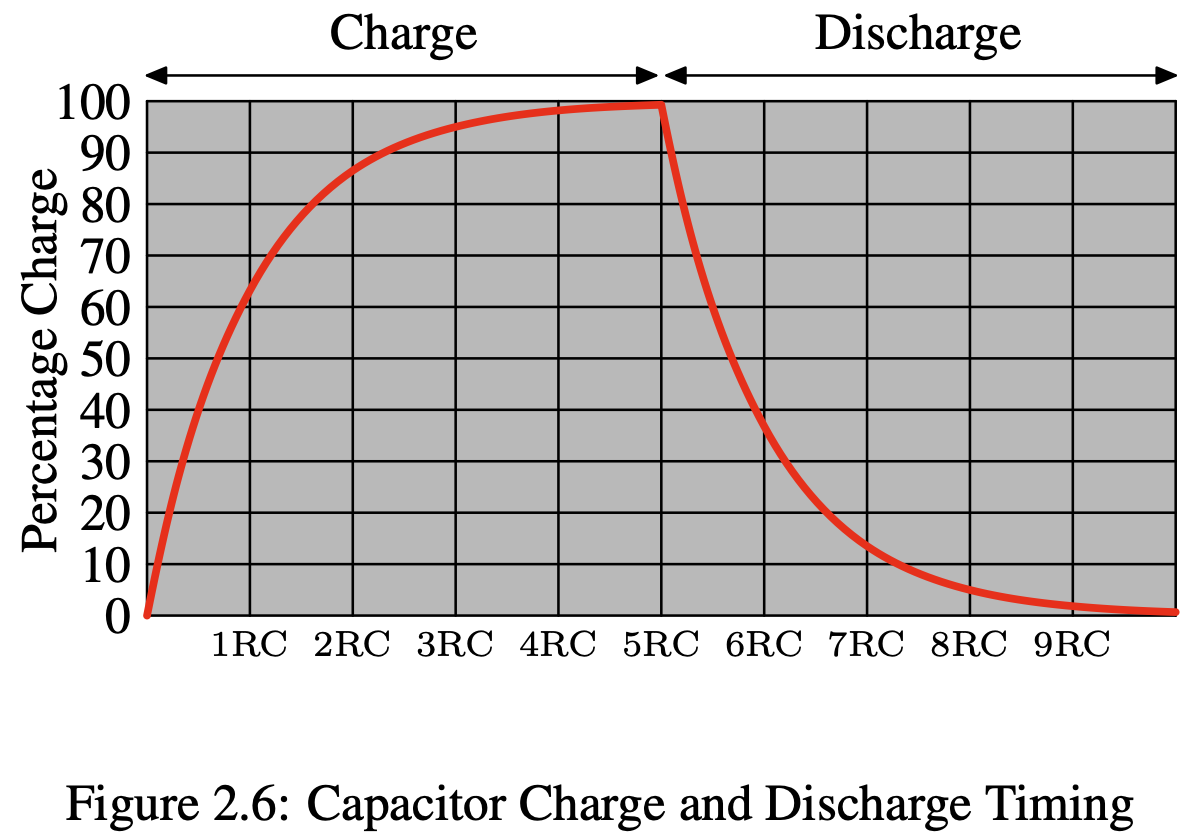 Charge Discharge
Percentage Charge
100
90
80
70
60
50
40
30
20
10
0
1RC 2RC 3RC 4RC 5RC 6RC 7RC 8RC 9RC
Figure 2.6: Capacitor Charge and Discharge Timing